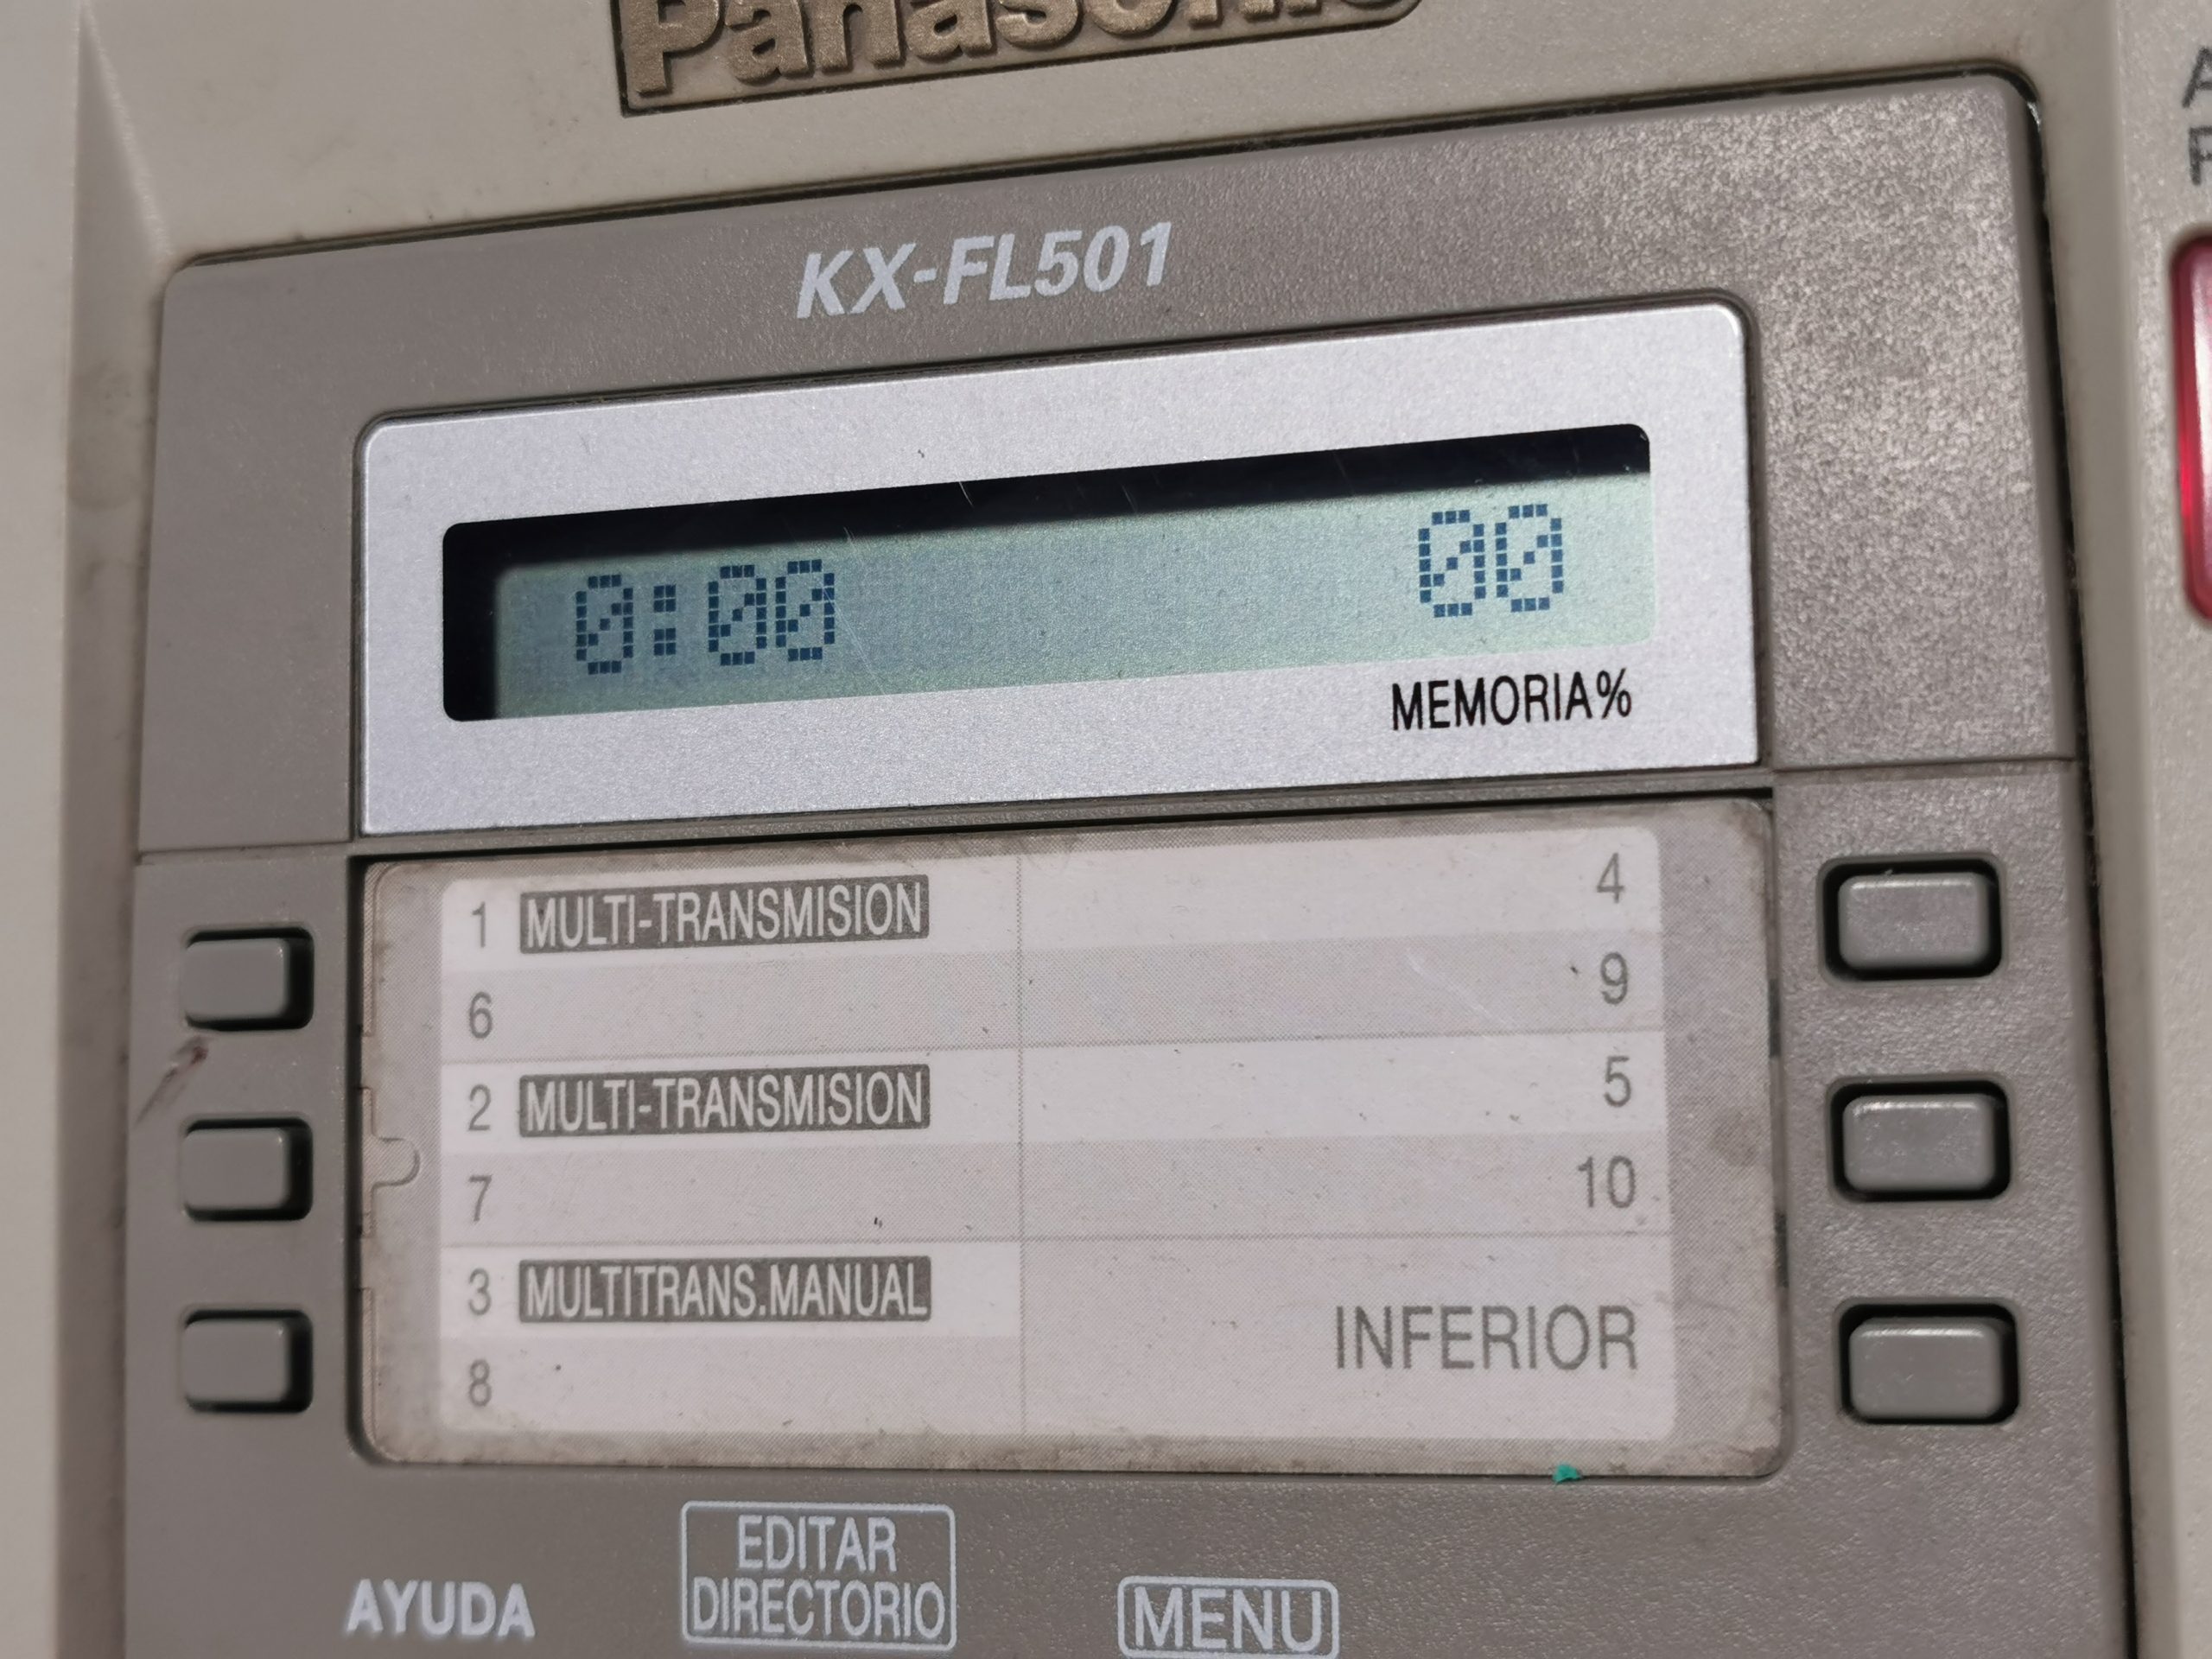 Panasonic
KX-FL501
0:00 00
MEMORIA%
1 MULTI-TRANSMISION 4
6 9
2 MULTI-TRANSMISION 5
7 10
3 MULTITRANS.MANUAL
INFERIOR
8
AYUDA
EDITAR
DIRECTORIO
MENU